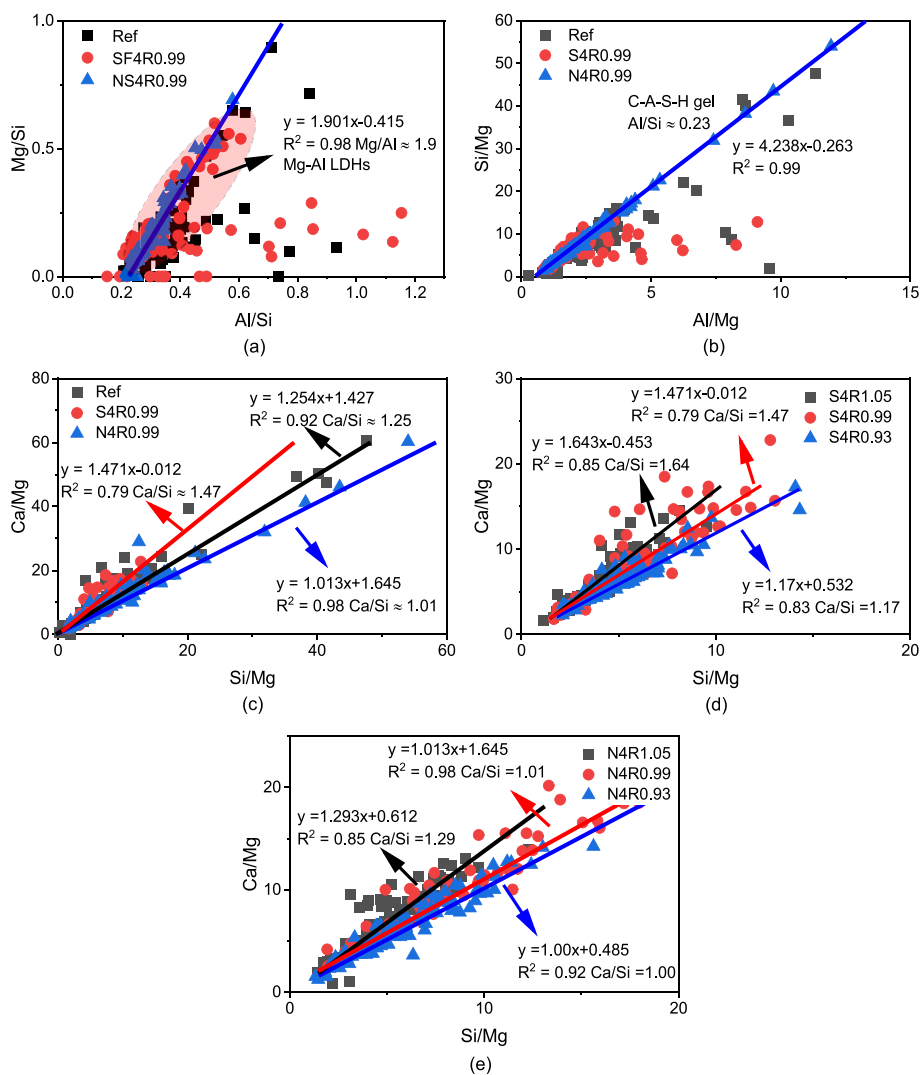 1.0
0.5
0.0
0.0 0.2 0.4 0.6 0.8 1.0 1.2
Mg/Si
Al/Si
Ref
SF4R0.99
NS4R0.99
y = 1.901x-0.415
R² = 0.98 Mg/Al ≈ 1.9
Mg-Al LDHs
(a)
60
50
40
30
20
10
0
0 5 10 15
Si/Mg
Al/Mg
Ref
S4R0.99
N4R0.99
C-A-S-H gel
Al/Si ≈ 0.23
y = 4.238x-0.263
R² = 0.99
(b)
80
60
40
20
0
0 20 40 60
Ca/Mg
Si/Mg
Ref
S4R0.99
N4R0.99
y = 1.254x+1.427
R² = 0.92 Ca/Si ≈ 1.25
y = 1.471x-0.012
R² = 0.79 Ca/Si ≈ 1.47
y = 1.013x+1.645
R² = 0.98 Ca/Si ≈ 1.01
(c)
30
20
10
0
0 10 20
Ca/Mg
Si/Mg
y =1.471x-0.012
R² = 0.79 Ca/Si =1.47
S4R1.05
S4R0.99
S4R0.93
y =1.643x-0.453
R² = 0.85 Ca/Si =1.64
y =1.17x+0.532
R² = 0.83 Ca/Si =1.17
(d)
20
10
0
0 10 20
Ca/Mg
Si/Mg
y =1.013x+1.645
R² = 0.98 Ca/Si =1.01
N4R1.05
N4R0.99
N4R0.93
y =1.293x+0.612
R² = 0.85 Ca/Si =1.29
y =1.00x+0.485
R² = 0.92 Ca/Si =1.00
(e)